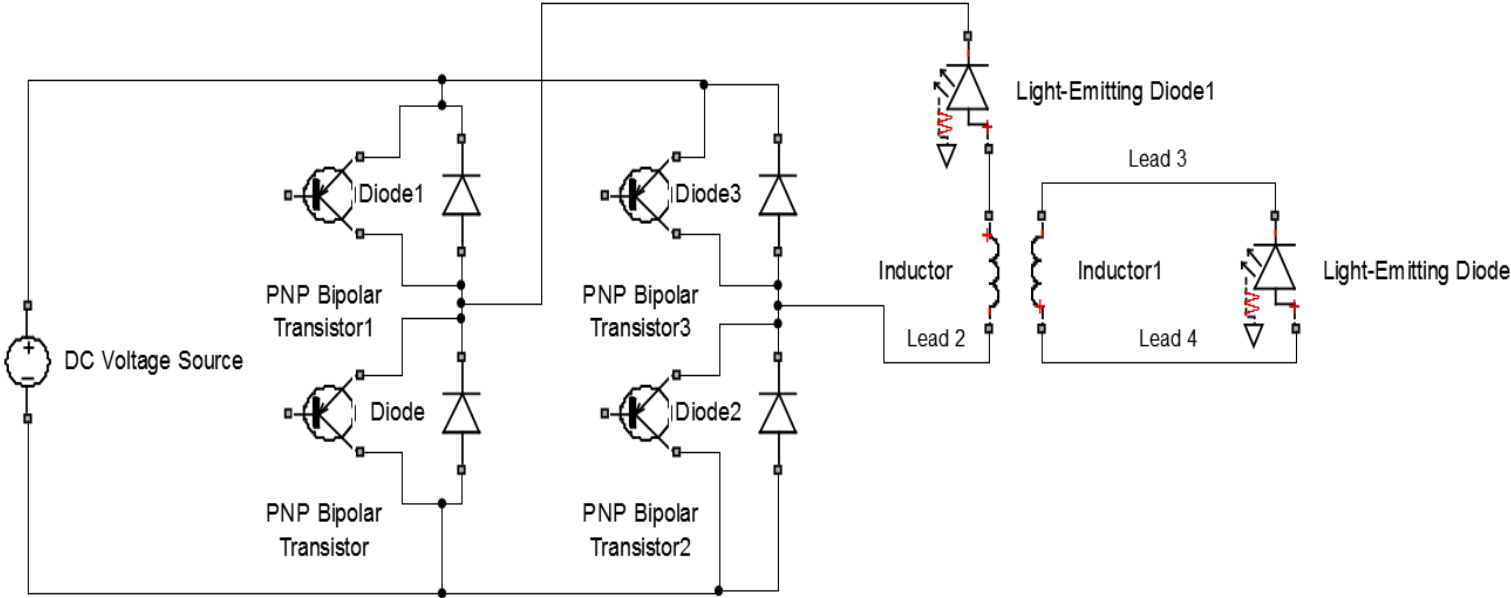 Light-Emitting Diode1
Lead 3
Diode1
Diode3
Inductor
Inductor1
Light-Emitting Diode
PNP Bipolar
Transistor1
PNP Bipolar
Transistor3
Lead 2
Lead 4
DC Voltage Source
Diode
Diode2
PNP Bipolar
Transistor
PNP Bipolar
Transistor2